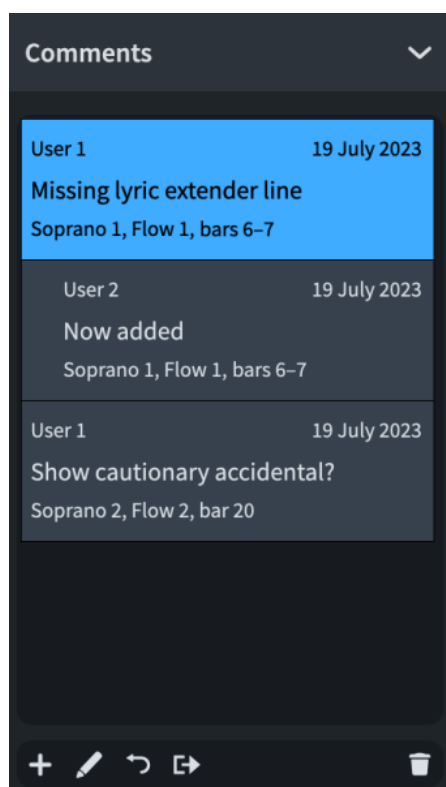 Comments
User 1 19 July 2023
Missing lyric extender line
Soprano 1, Flow 1, bars 6–7
User 2 19 July 2023
Now added
Soprano 1, Flow 1, bars 6–7
User 1 19 July 2023
Show cautionary accidental?
Soprano 2, Flow 2, bar 20